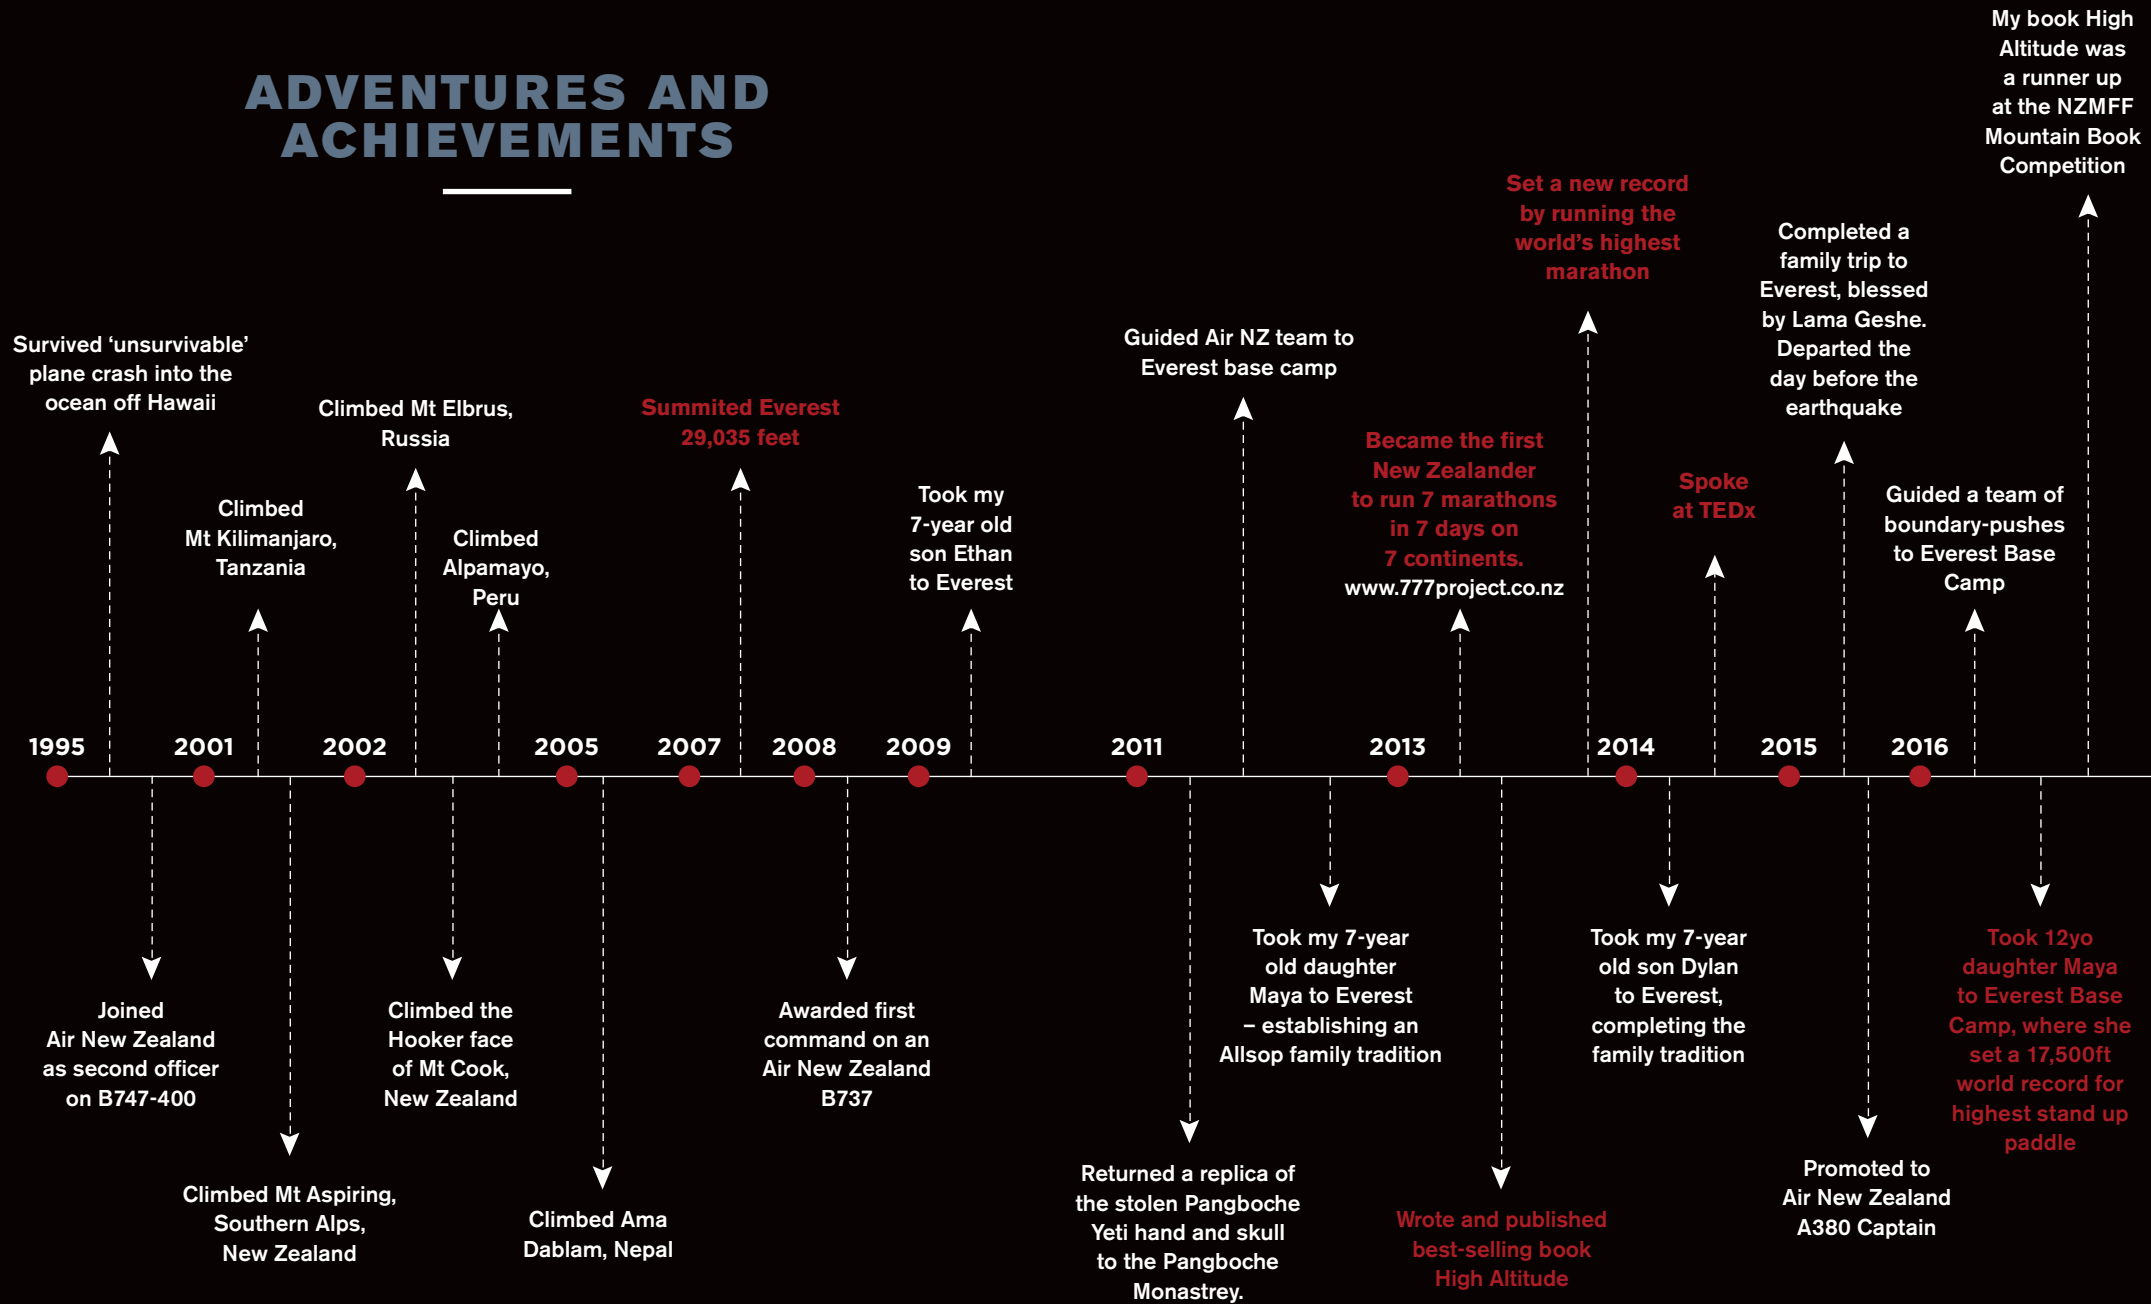 ADVENTURES AND
ACHIEVEMENTS
Survived ‘unsurvivable’
plane crash into the
ocean off Hawaii
Climbed
Mt Kilimanjaro,
Tanzania
Climbed Mt Elbrus,
Russia
Climbed
Alpamayo,
Peru
Summited Everest
29,035 feet
Took my
7-year old
son Ethan
to Everest
Guided Air NZ team to
Everest base camp
Became the first
New Zealander
to run 7 marathons
in 7 days on
7 continents.
www.777project.co.nz
Set a new record
by running the
world’s highest
marathon
Spoke
at TEDx
Completed a
family trip to
Everest, blessed
by Lama Geshe.
Departed the
day before the
earthquake
Guided a team of
boundary-pushes
to Everest Base
Camp
My book High
Altitude was
a runner up
at the NZMFF
Mountain Book
Competition
1995
2001
2002
2005
2007
2008
2009
2011
2013
2014
2015
2016
Joined
Air New Zealand
as second officer
on B747-400
Climbed Mt Aspiring,
Southern Alps,
New Zealand
Climbed the
Hooker face
of Mt Cook,
New Zealand
Climbed Ama
Dablam, Nepal
Awarded first
command on an
Air New Zealand
B737
Returned a replica of
the stolen Pangboche
Yeti hand and skull
to the Pangboche
Monastrey.
Took my 7-year
old daughter
Maya to Everest
– establishing an
Allsop family tradition
Wrote and published
best-selling book
High Altitude
Took my 7-year
old son Dylan
to Everest,
completing the
family tradition
Promoted to
Air New Zealand
A380 Captain
Took 12yo
daughter Maya
to Everest Base
Camp, where she
set a 17,500ft
world record for
highest stand up
paddle